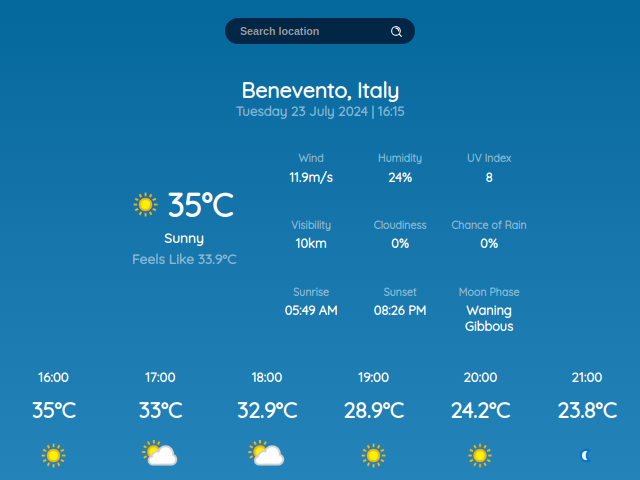 Search location
Benevento, Italy
Tuesday 23 July 2024 | 16:15
35°C
Sunny
Feels Like 33.9°C
Wind
11.9m/s
Humidity
24%
UV Index
8
Visibility
10km
Cloudiness
0%
Chance of Rain
0%
Sunrise
05:49 AM
Sunset
08:26 PM
Moon Phase
Waning
Gibbous
16:00
35°C
17:00
33°C
18:00
32.9°C
19:00
28.9°C
20:00
24.2°C
21:00
23.8°C